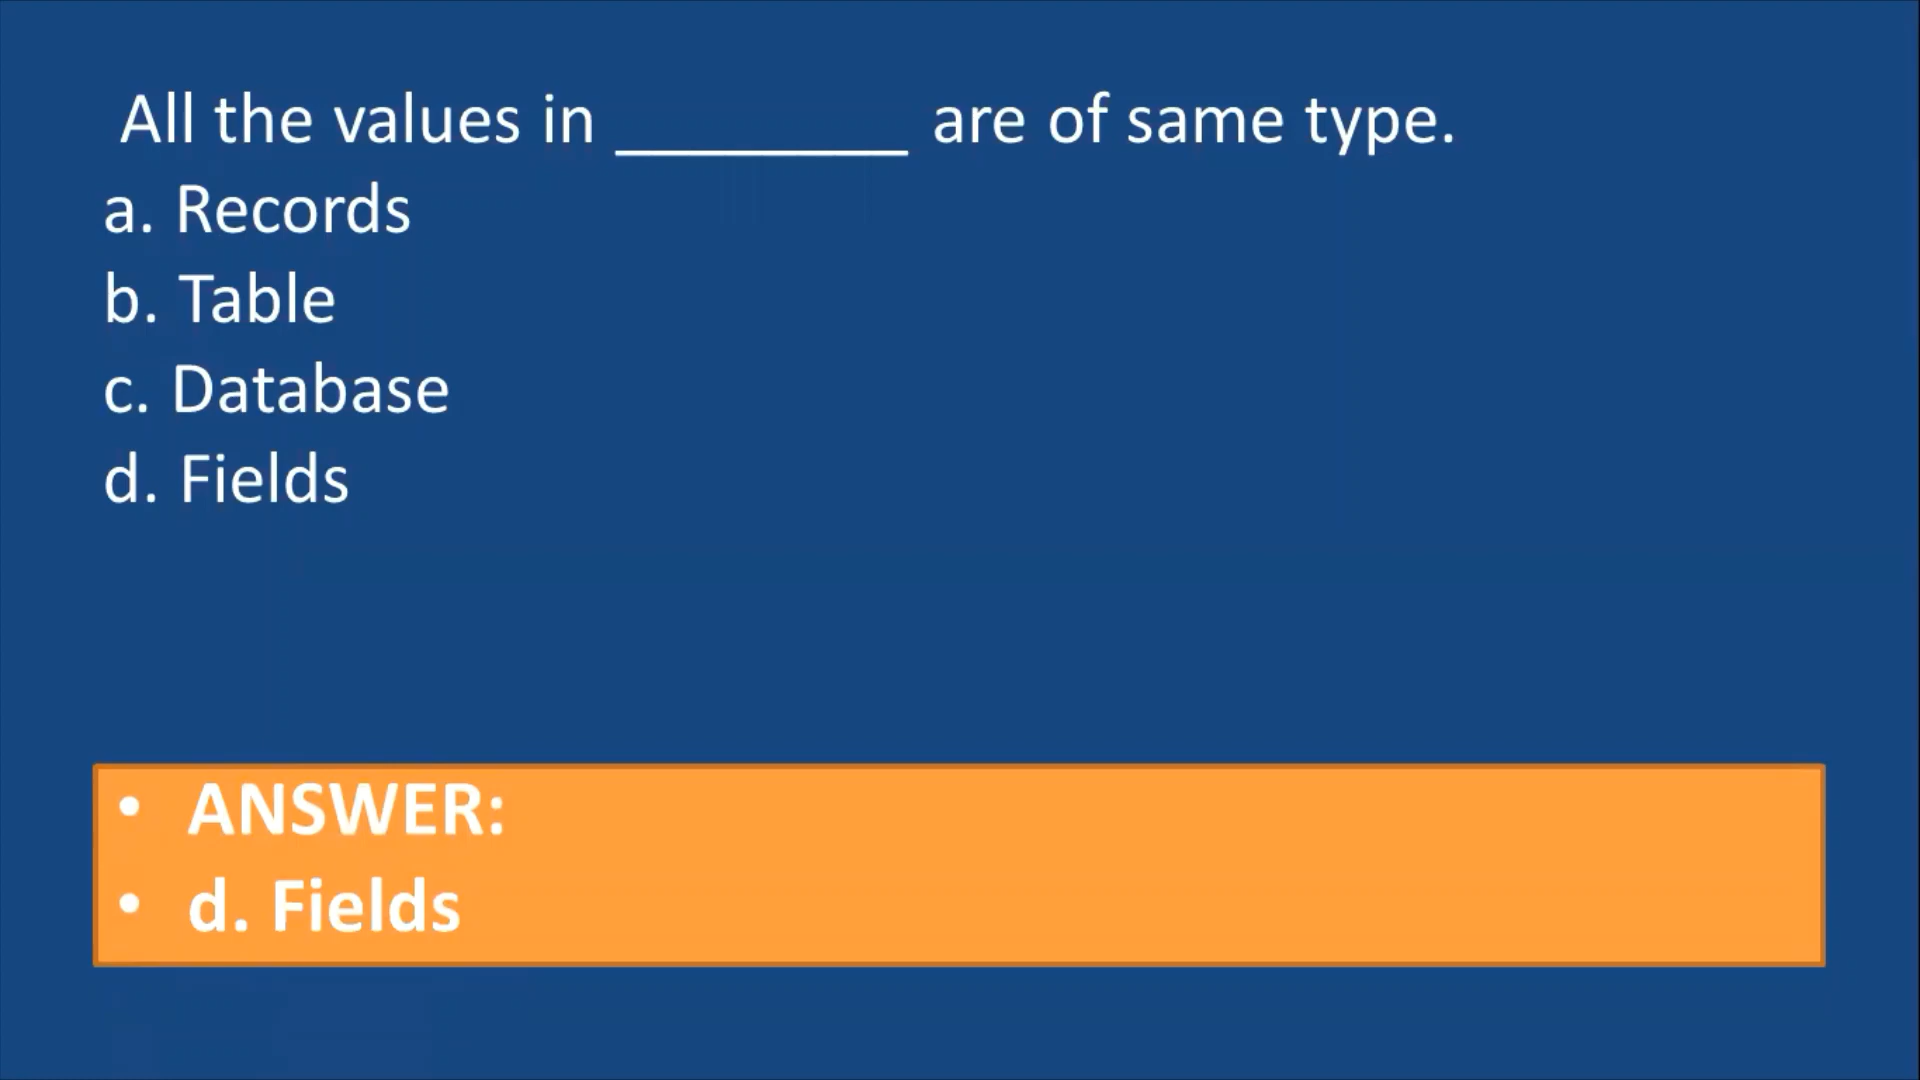 All the values in ________ are of same type.
a. Records
b. Table
c. Database
d. Fields
• ANSWER:
• d. Fields